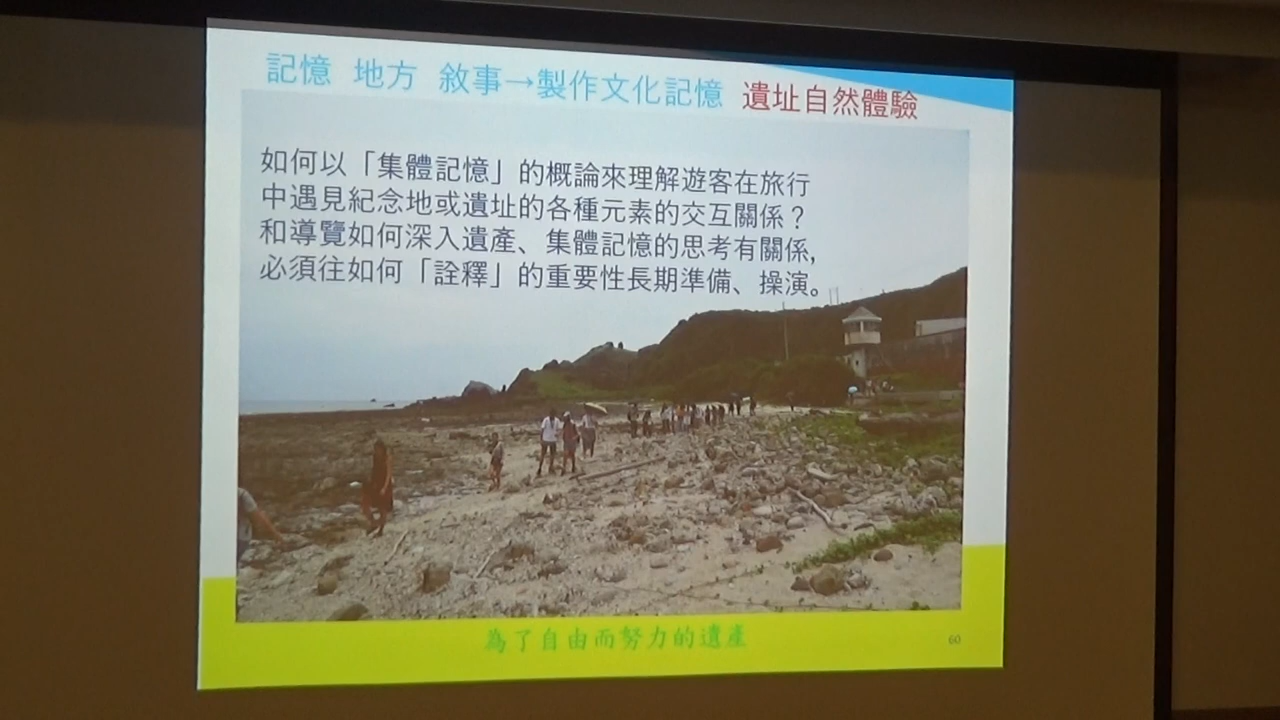 記憶 地方 敘事→製作文化記憶 遺址自然體驗
如何以「集體記憶」的概論來理解遊客在旅行
中遇見紀念地或遺址的各種元素的交互關係？
和導覽如何深入遺產、集體記憶的思考有關係,
必須往如何「詮釋」的重要性長期準備、操演。
為了自由而努力的遺產
60